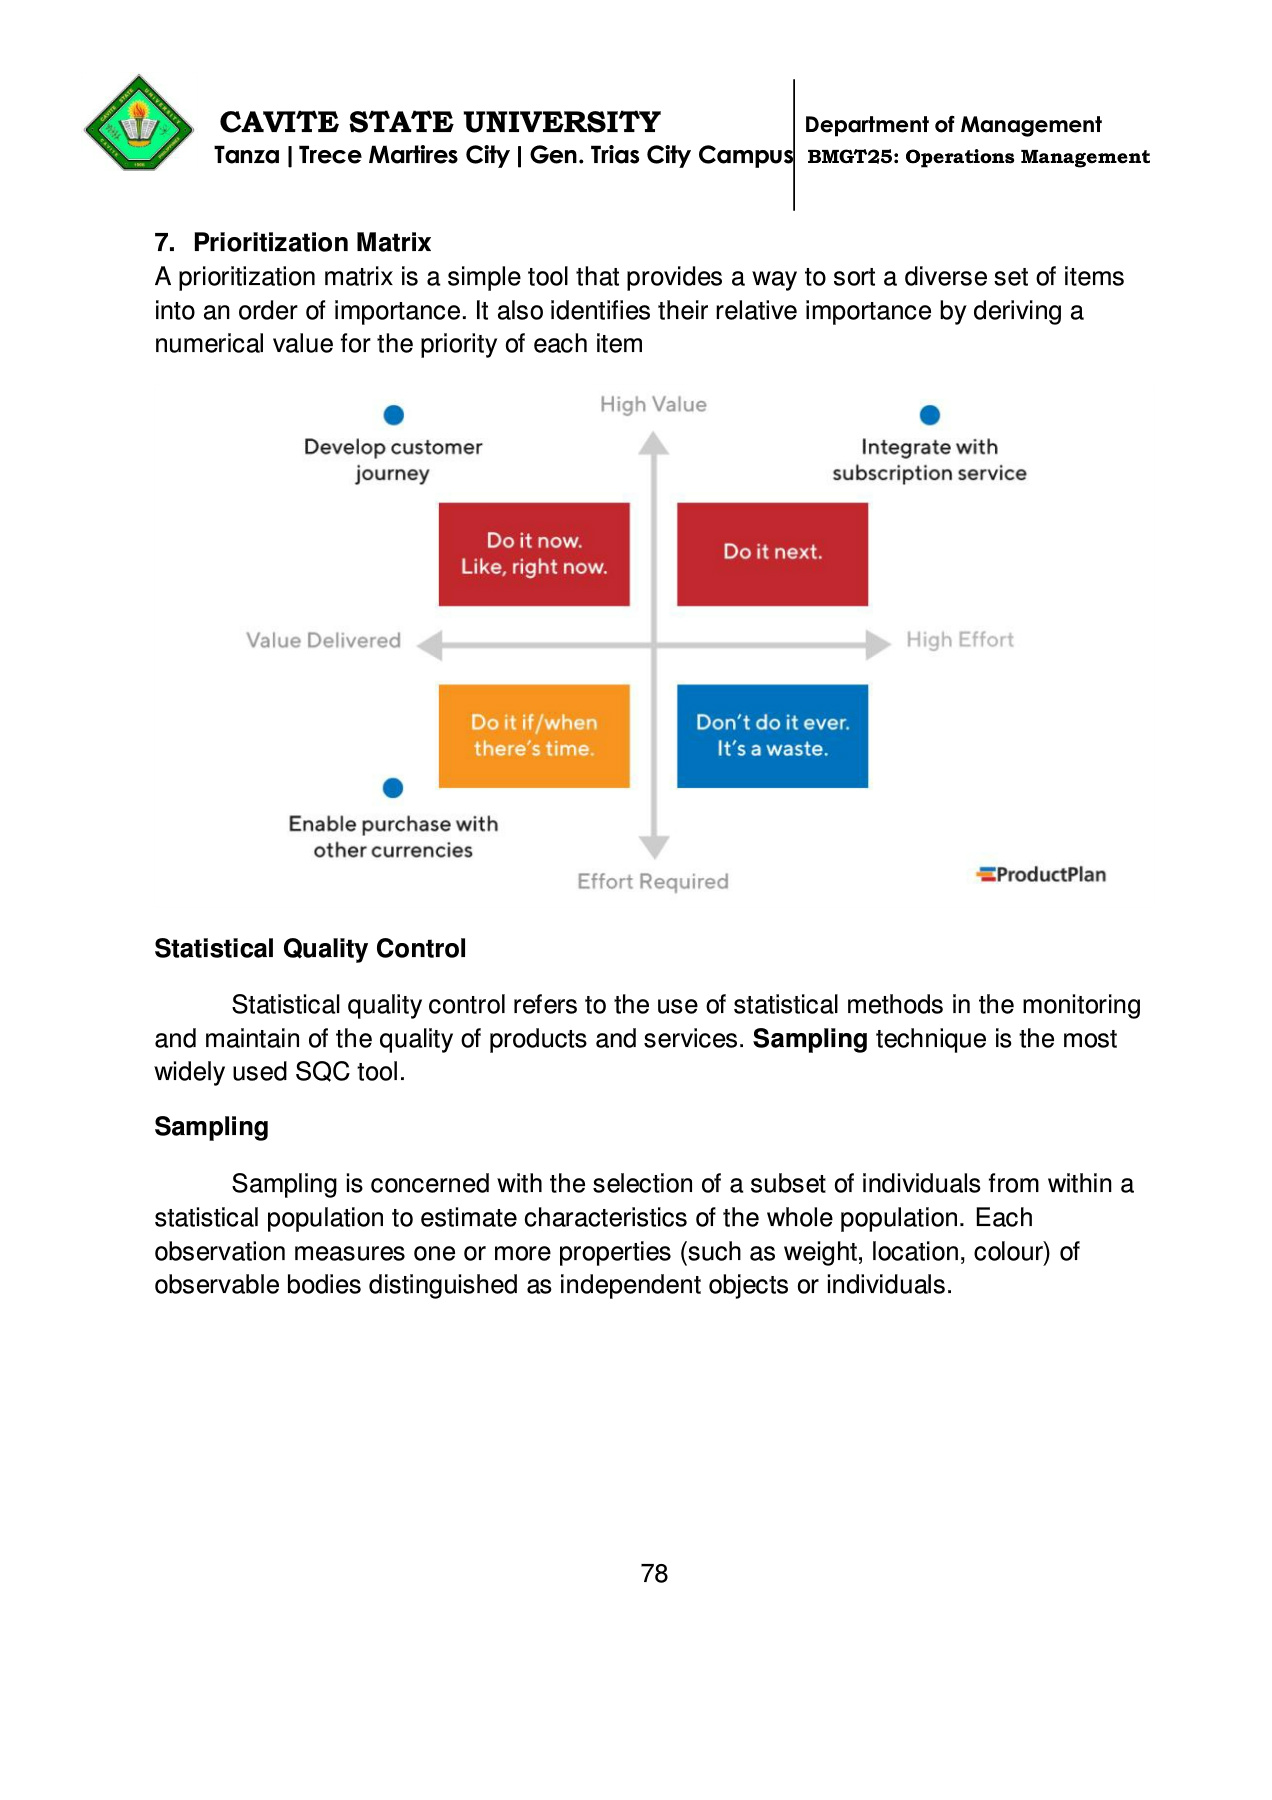 CAVITE STATE UNIVERSITY
Tanza | Trece Martires City | Gen. Trias City Campus
Department of Management
BMGT25: Operations Management
7. Prioritization Matrix
A prioritization matrix is a simple tool that provides a way to sort a diverse set of items
into an order of importance. It also identifies their relative importance by deriving a
numerical value for the priority of each item
High Value
Develop customer
journey
Integrate with
subscription service
Do it now.
Like, right now.
Do it next.
Value Delivered
High Effort
Do it if/when
there's time.
Don't do it ever.
It's a waste.
Enable purchase with
other currencies
Effort Required
ProductPlan
Statistical Quality Control
Statistical quality control refers to the use of statistical methods in the monitoring
and maintain of the quality of products and services. Sampling technique is the most
widely used SQC tool.
Sampling
Sampling is concerned with the selection of a subset of individuals from within a
statistical population to estimate characteristics of the whole population. Each
observation measures one or more properties (such as weight, location, colour) of
observable bodies distinguished as independent objects or individuals.
78